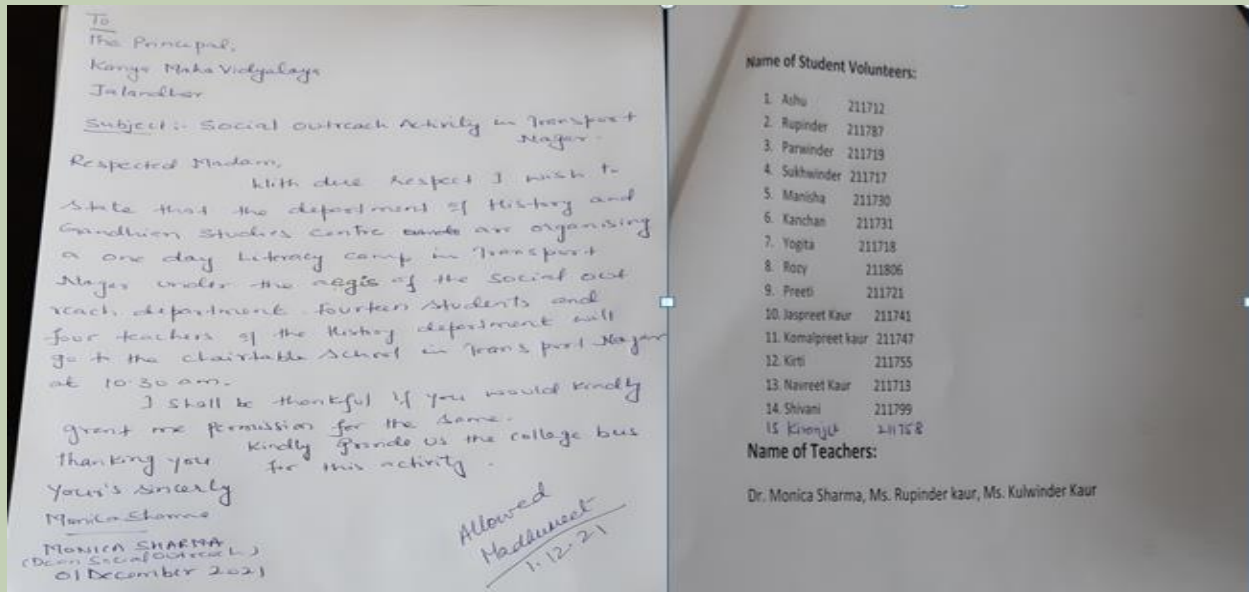 To
The Principal,
Kanya Maha Vidyalaya
Jalandhar
Subject:- Social outreach Activity in Transport
Nagar.
Respected Madam,
With due respect I wish to
state that the department of History and
Gandhian Studies Centre are organising
a one day Literacy camp in Transport
Nagar under the aegis of the Social out
reach department. fourteen students and
four teachers of the History department will
go to the chairtable school in Transport Nagar
at 10:30 am.
I shall be thankful if you would kindly
grant me permission for the same.
Kindly Provide us the college bus
Thanking you for this activity.
Your's Sincerly
Monica Sharma
MONICA SHARMA
(Dean Social Outreach)
01 December 2021
Allowed
Madhumeet
1.12.21
Name of Student Volunteers:
1. Ashu 211712
2. Rupinder 211787
3. Parwinder 211719
4. Sukhwinder 211717
5. Manisha 211730
6. Kanchan 211731
7. Yogita 211718
8. Rozy 211806
9. Preeti 211721
10. Jaspreet Kaur 211741
11. Komalpreet kaur 211747
12. Kirti 211755
13. Navreet Kaur 211713
14. Shivani 211799
15 211758
Name of Teachers:
Dr. Monica Sharma, Ms. Rupinder kaur, Ms. Kulwinder Kaur